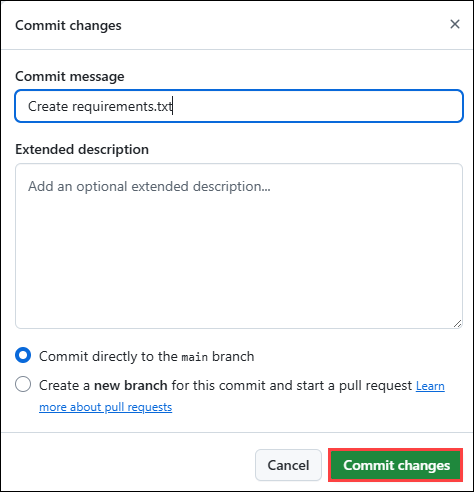 Commit changes
Commit message
Create requirements.txt
Extended description
Add an optional extended description...
Commit directly to the main branch
Create a new branch for this commit and start a pull request Learn
more about pull requests
Cancel
Commit changes